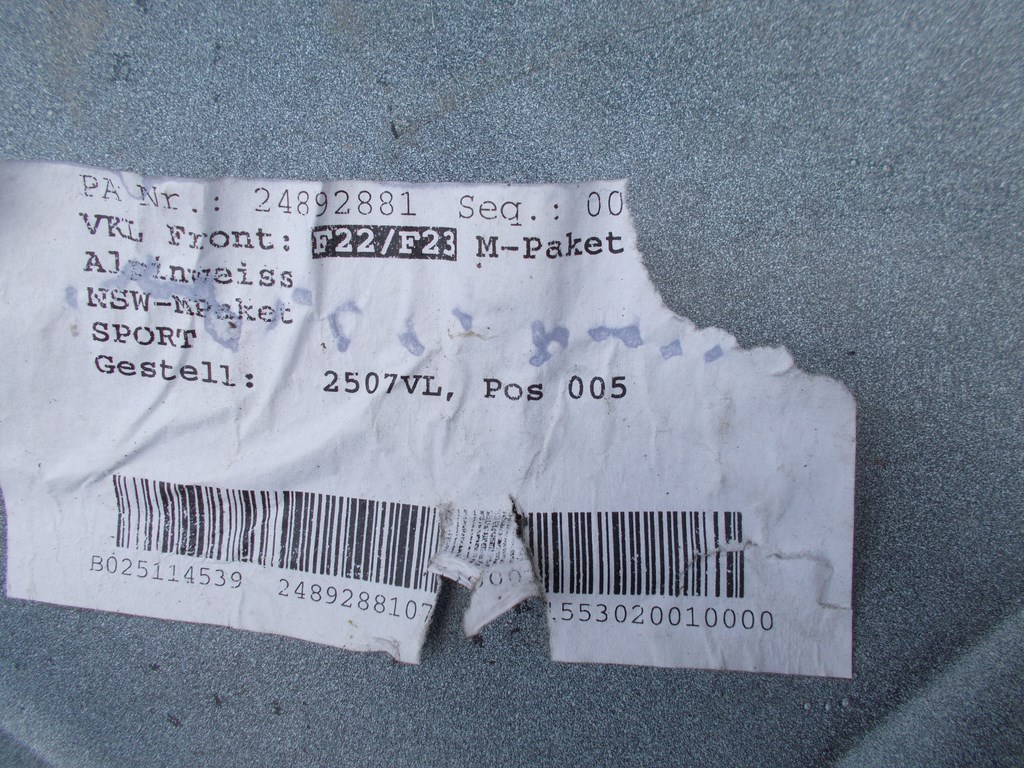 PA Nr.: 24892881 Seq.: 00
VKL Front: F22/F23 M-Paket
Alpinweiss
NSW-MPaket
SPORT
Gestell: 2507VL, Pos 005
B025114539 2489288107 553020010000